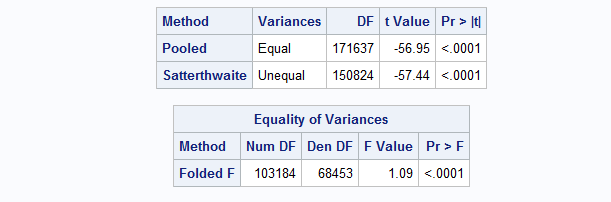 Method Variances DF t Value Pr > |t|
Pooled Equal 171637 -56.95 <.0001
Satterthwaite Unequal 150824 -57.44 <.0001
Equality of Variances
Method Num DF Den DF F Value Pr > F
Folded F 103184 68453 1.09 <.0001